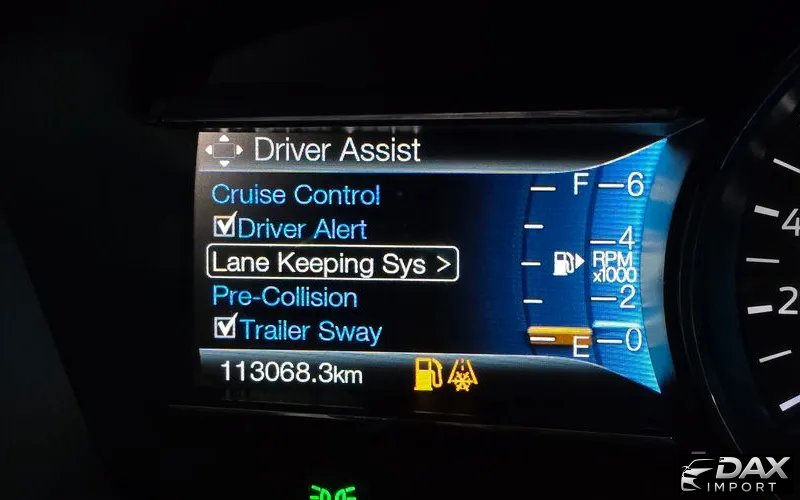 Driver Assist
Cruise Control
Driver Alert
Lane Keeping Sys >
Pre-Collision
Trailer Sway
113068.3km
F
E
6
4
RPM
x1000
2
0
4
2
DAX
IMPORT